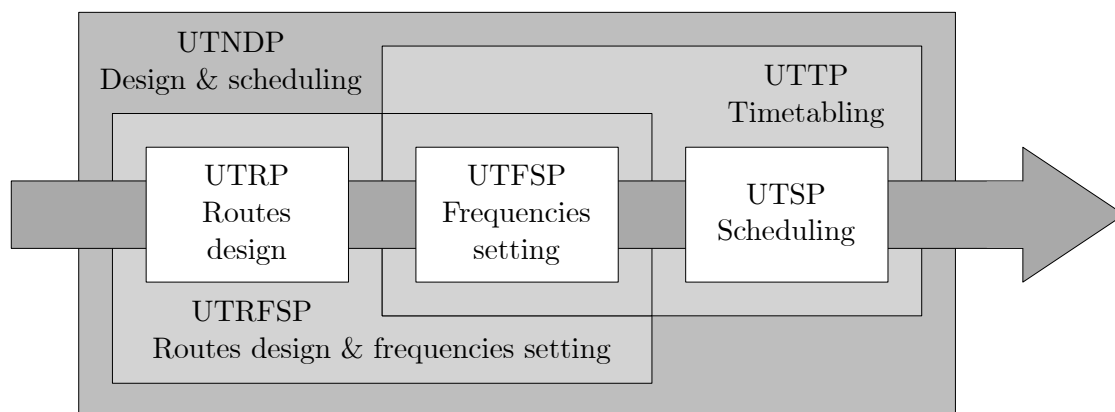 UTNDP
Design & scheduling
UTTP
Timetabling
UTRP
Routes
design
UTFSP
Frequencies
setting
UTSP
Scheduling
UTRFSP
Routes design & frequencies setting